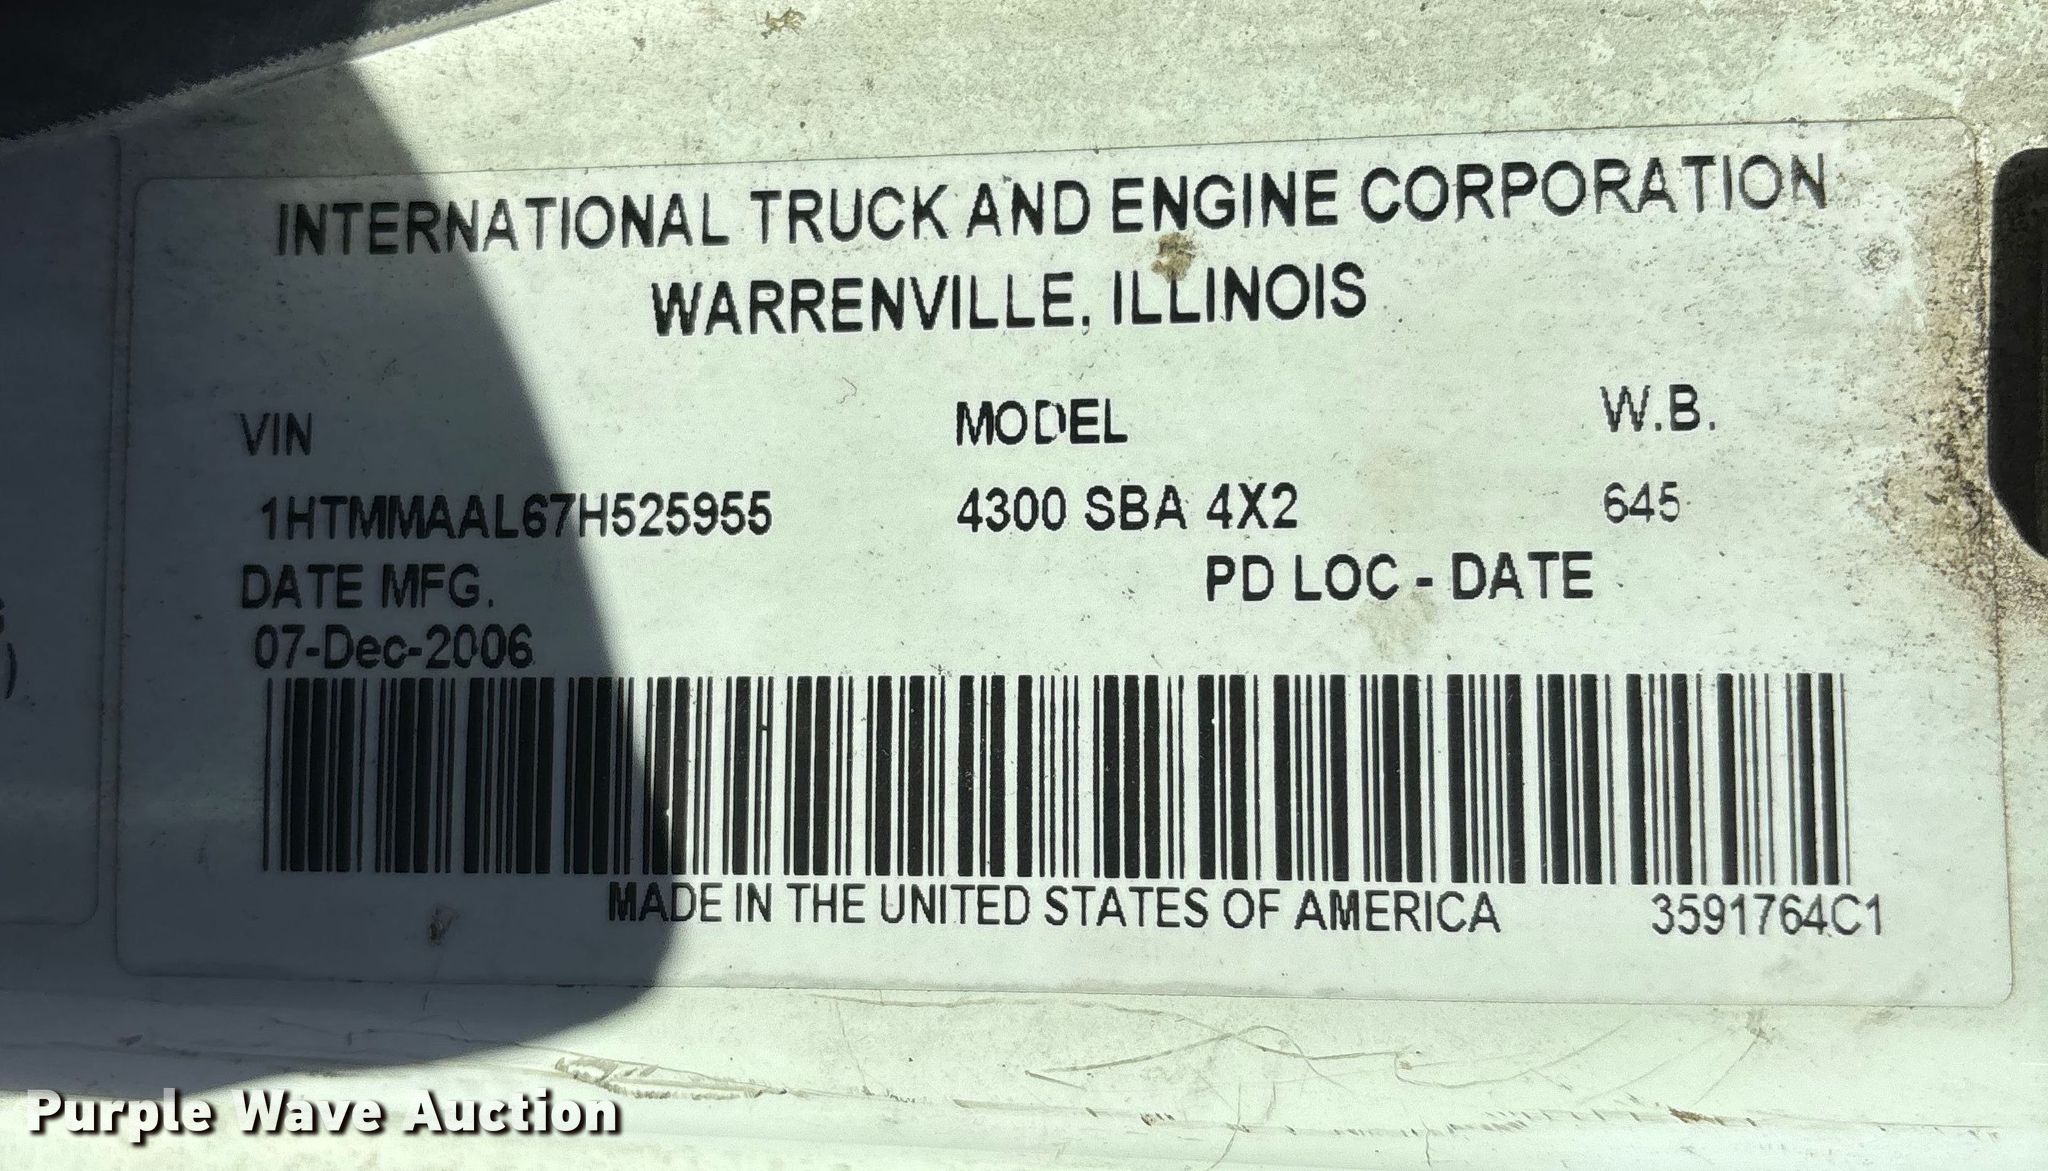 INTERNATIONAL TRUCK AND ENGINE CORPORATION
WARRENVILLE, ILLINOIS
VIN MODEL W.B.
1HTMMAAL67H525955 4300 SBA 4X2 645
DATE MFG. PD LOC - DATE
07-Dec-2006
MADE IN THE UNITED STATES OF AMERICA 3591764C1
Purple Wave Auction